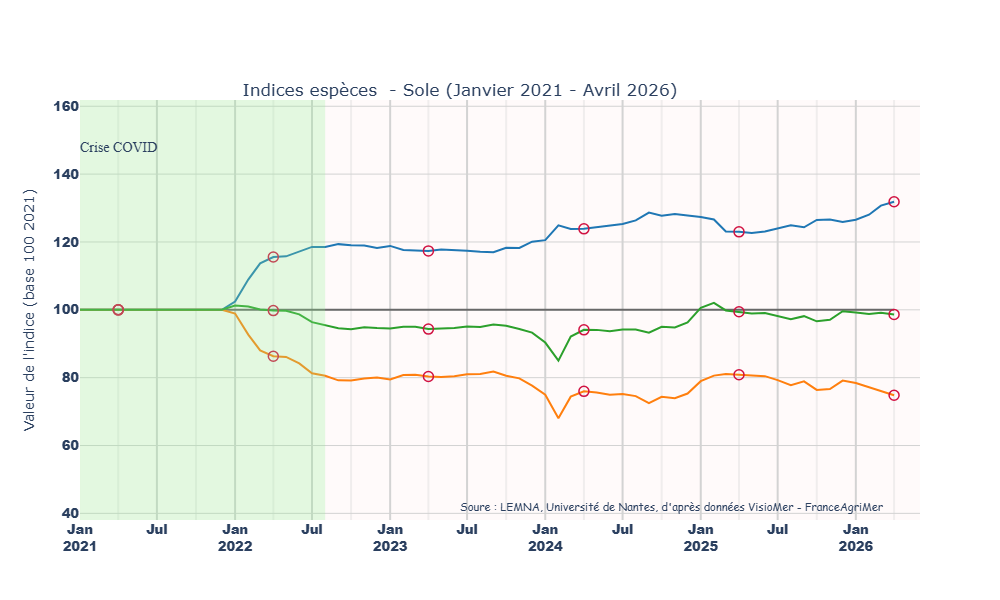 Indices espèces  - Sole (Janvier 2021 - Avril 2026)
Valeur de l'indice (base 100 2021)
160
140
120
100
80
60
40
Crise COVID
Soure : LEMNA, Université de Nantes, d'après données VisioMer - FranceAgriMer
Jan Jul Jan Jul Jan Jul Jan Jul Jan Jul Jan
2021 2022 2023 2024 2025 2026